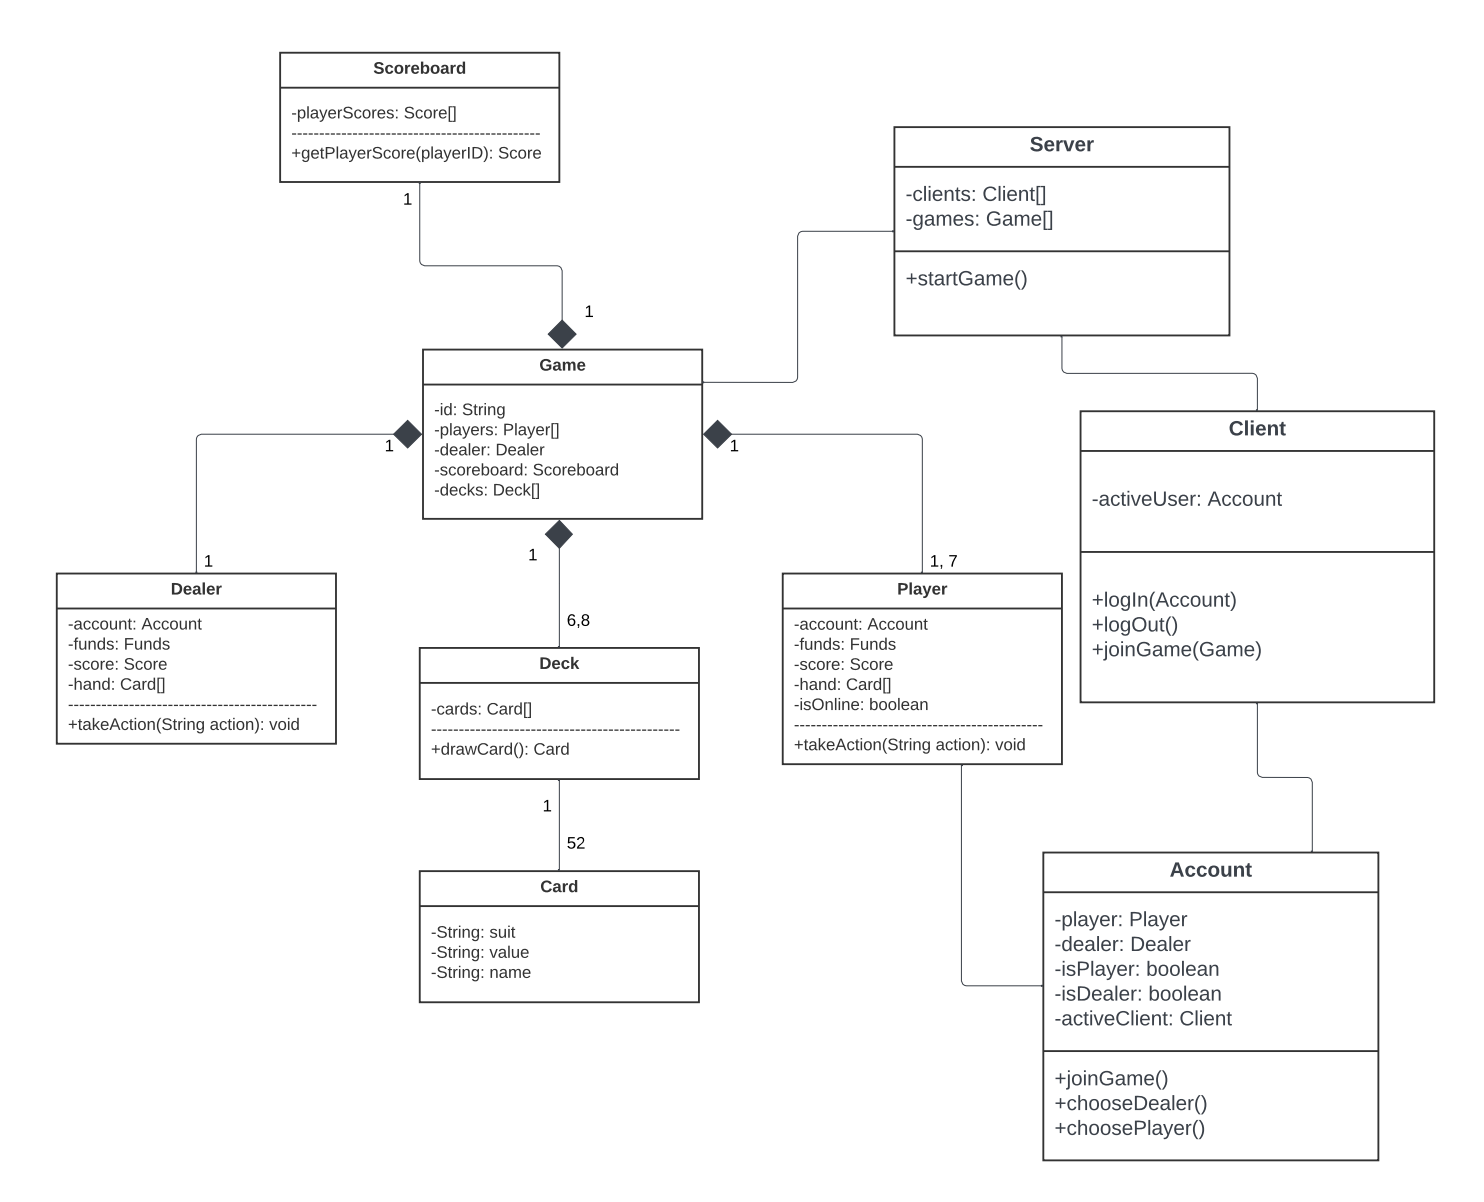 Scoreboard
-playerScores: Score[]
---------------------------------------------
+getPlayerScore(playerID): Score
1
1
Server
-clients: Client[]
-games: Game[]
+startGame()
Game
-id: String
-players: Player[]
-dealer: Dealer
-scoreboard: Scoreboard
-decks: Deck[]
1
1
1
1
6,8
1, 7
Client
-activeUser: Account
+logIn(Account)
+logOut()
+joinGame(Game)
Dealer
-account: Account
-funds: Funds
-score: Score
-hand: Card[]
---------------------------------------------
+takeAction(String action): void
Deck
-cards: Card[]
---------------------------------------------
+drawCard(): Card
1
52
Player
-account: Account
-funds: Funds
-score: Score
-hand: Card[]
-isOnline: boolean
---------------------------------------------
+takeAction(String action): void
Card
-String: suit
-String: value
-String: name
Account
-player: Player
-dealer: Dealer
-isPlayer: boolean
-isDealer: boolean
-activeClient: Client
+joinGame()
+chooseDealer()
+choosePlayer()